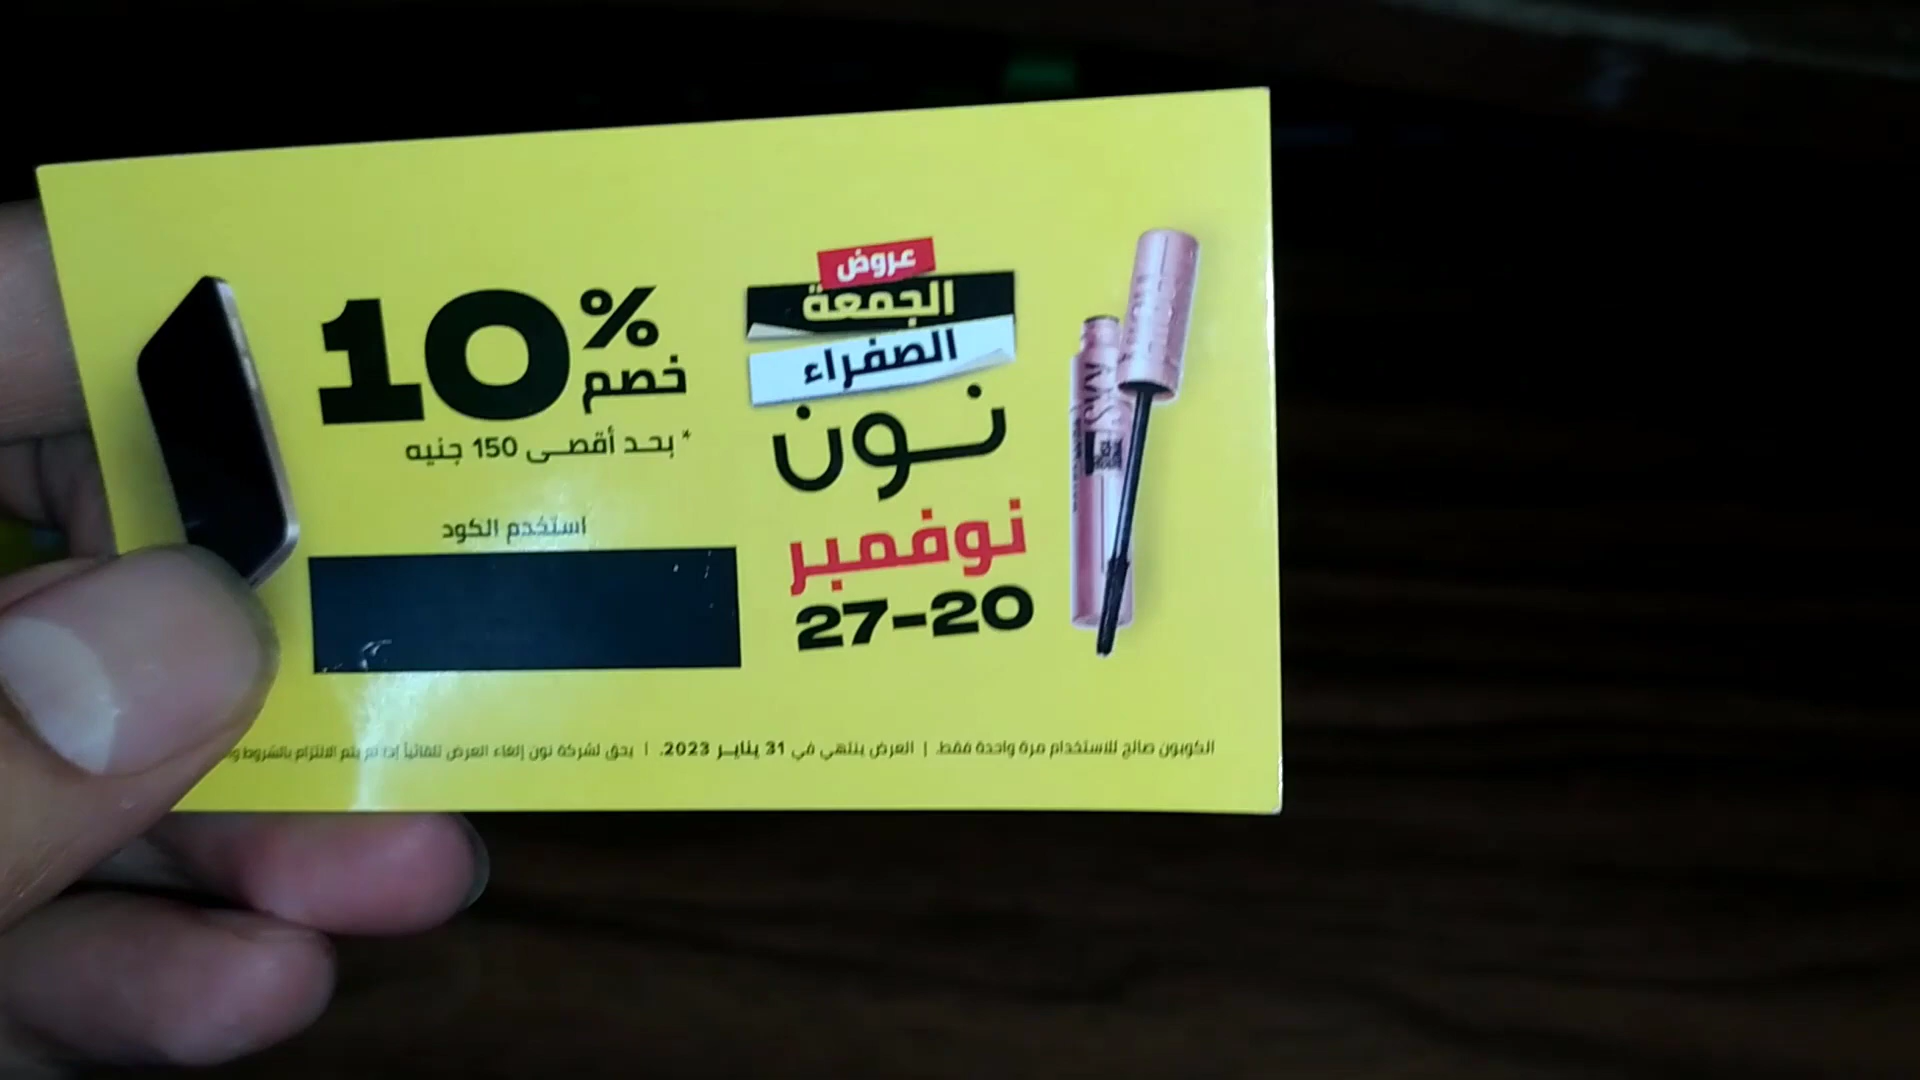 عروض
الجمعة
الصفراء
نون
نوفمبر
27-20
10%
خصم
* بحد أقصى 150 جنيه
استخدم الكود
الكوبون صالح للاستخدام مرة واحدة فقط. | العرض ينتهي في 31 يناير 2023. | يحق لشركة نون إلغاء العرض تلقائياً إذا لم يتم الالتزام بالشروط